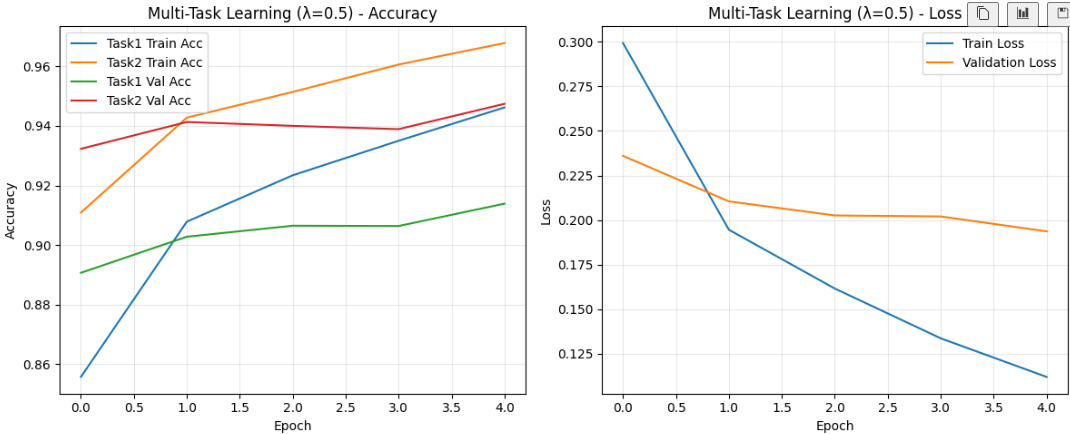 Multi-Task Learning (λ=0.5) - Accuracy
Task1 Train Acc
Task2 Train Acc
Task1 Val Acc
Task2 Val Acc
0.96
0.94
0.92
0.90
0.88
0.86
Accuracy
0.0 0.5 1.0 1.5 2.0 2.5 3.0 3.5 4.0
Epoch
Multi-Task Learning (λ=0.5) - Loss
Train Loss
Validation Loss
0.300
0.275
0.250
0.225
0.200
0.175
0.150
0.125
Loss
0.0 0.5 1.0 1.5 2.0 2.5 3.0 3.5 4.0
Epoch